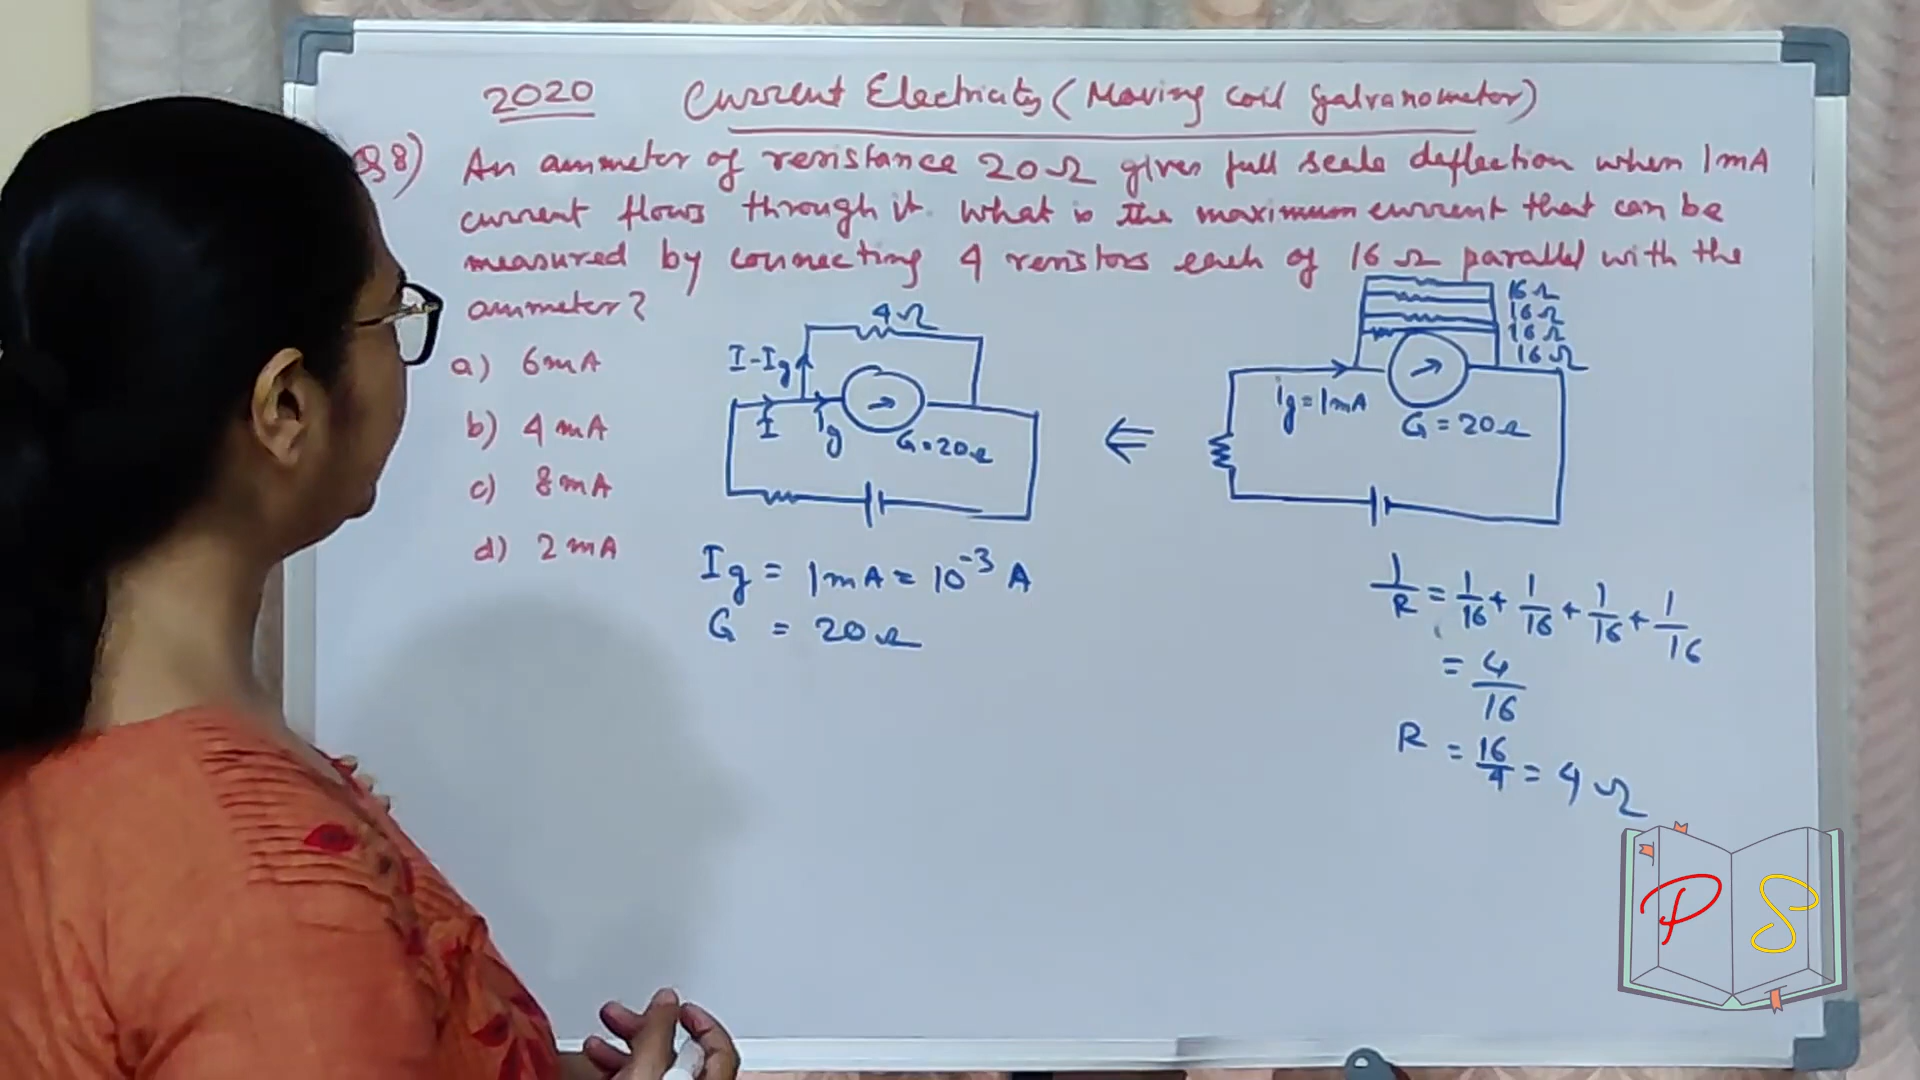 2020 Current Electricity (Moving coil galvanometer)
Q8) An ammeter of resistance 20Ω gives full scale deflection when 1mA
current flows through it. What is the maximum current that can be
measured by connecting 4 resistors each of 16Ω parallel with the
ammeter?
a) 6mA
b) 4mA
c) 8mA
d) 2mA
4Ω
I-Ig
I
Ig
G=20Ω
⇐
16Ω
16Ω
16Ω
16Ω
ig=1mA
G=20Ω
Ig = 1mA = 10⁻³ A
G = 20Ω
1/R = 1/16 + 1/16 + 1/16 + 1/16
= 4/16
R = 16/4 = 4Ω
P S